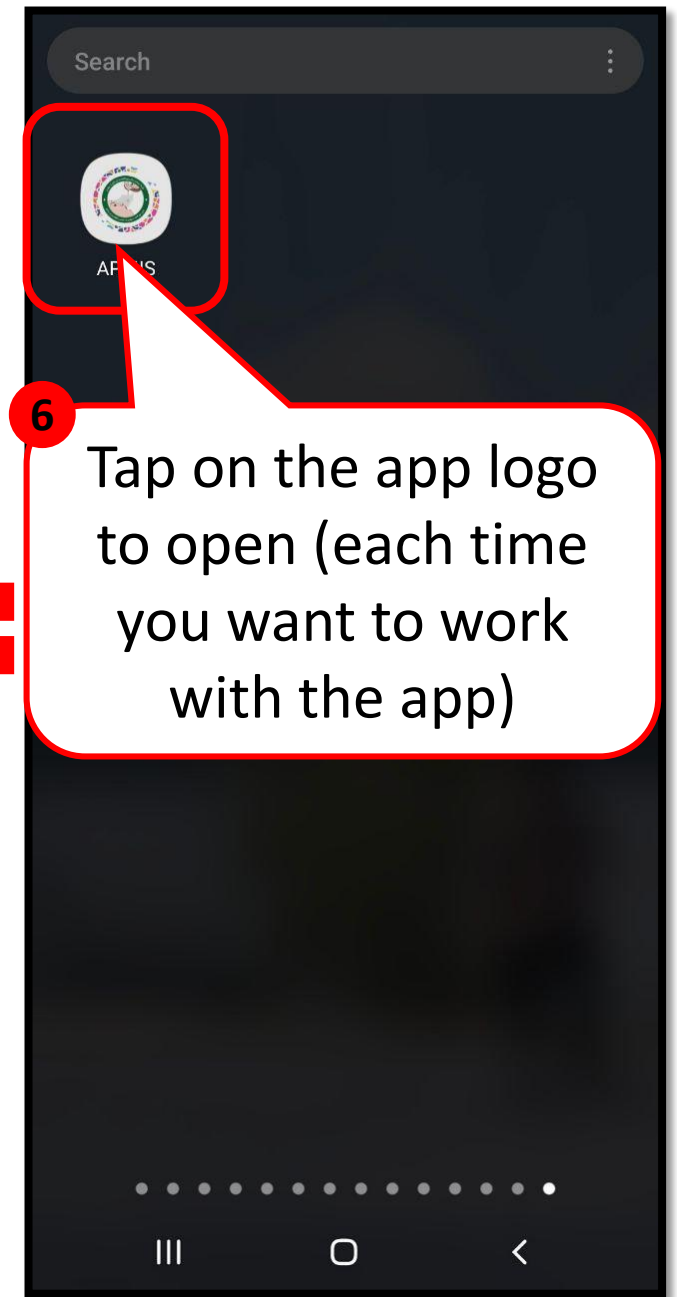 Search
6
Tap on the app logo
to open (each time
you want to work
with the app)